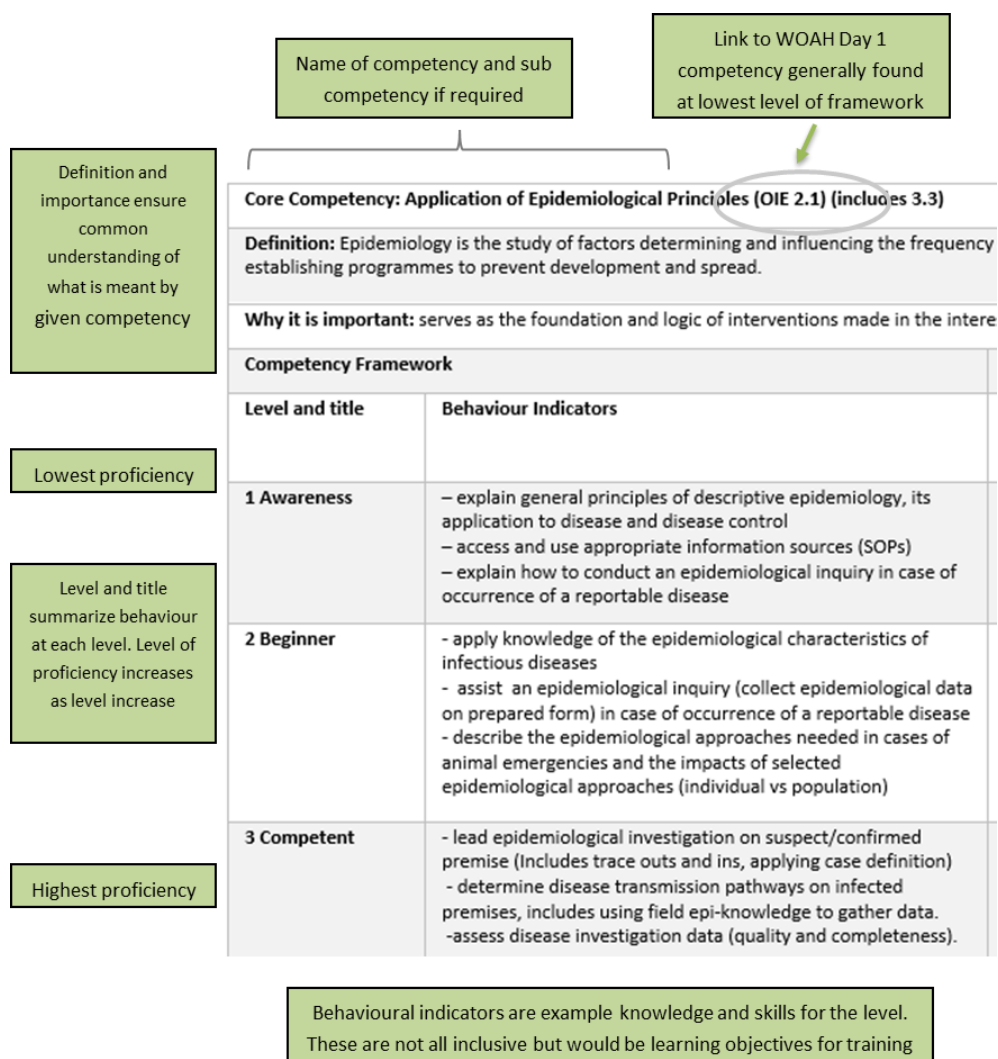 Name of competency and sub
competency if required
Link to WOAH Day 1
competency generally found
at lowest level of framework
Definition and
importance ensure
common
understanding of
what is meant by
given competency
Core Competency: Application of Epidemiological Principles (OIE 2.1) (includes 3.3)
Definition: Epidemiology is the study of factors determining and influencing the frequency
establishing programmes to prevent development and spread.
Why it is important: serves as the foundation and logic of interventions made in the intere
Competency Framework
Level and title
Behaviour Indicators
Lowest proficiency
1 Awareness
– explain general principles of descriptive epidemiology, its
application to disease and disease control
– access and use appropriate information sources (SOPs)
– explain how to conduct an epidemiological inquiry in case of
occurrence of a reportable disease
Level and title
summarize behaviour
at each level. Level of
proficiency increases
as level increase
2 Beginner
- apply knowledge of the epidemiological characteristics of
infectious diseases
- assist an epidemiological inquiry (collect epidemiological data
on prepared form) in case of occurrence of a reportable disease
- describe the epidemiological approaches needed in cases of
animal emergencies and the impacts of selected
epidemiological approaches (individual vs population)
Highest proficiency
3 Competent
- lead epidemiological investigation on suspect/confirmed
premise (Includes trace outs and ins, applying case definition)
- determine disease transmission pathways on infected
premises, includes using field epi-knowledge to gather data.
-assess disease investigation data (quality and completeness).
Behavioural indicators are example knowledge and skills for the level.
These are not all inclusive but would be learning objectives for training